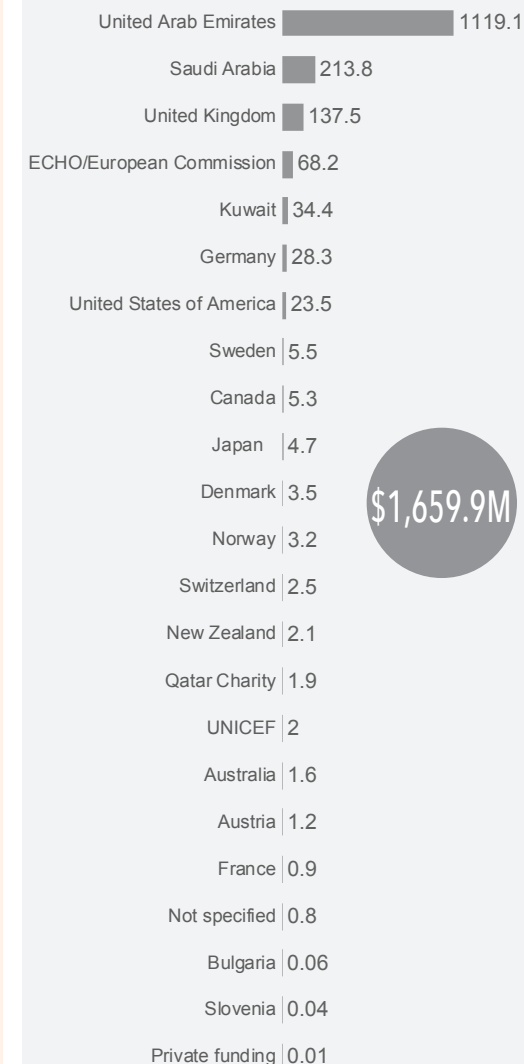 United Arab Emirates 1119.1
Saudi Arabia 213.8
United Kingdom 137.5
ECHO/European Commission 68.2
Kuwait 34.4
Germany 28.3
United States of America 23.5
Sweden 5.5
Canada 5.3
Japan 4.7
Denmark 3.5
$1,659.9M
Norway 3.2
Switzerland 2.5
New Zealand 2.1
Qatar Charity 1.9
UNICEF 2
Australia 1.6
Austria 1.2
France 0.9
Not specified 0.8
Bulgaria 0.06
Slovenia 0.04
Private funding 0.01